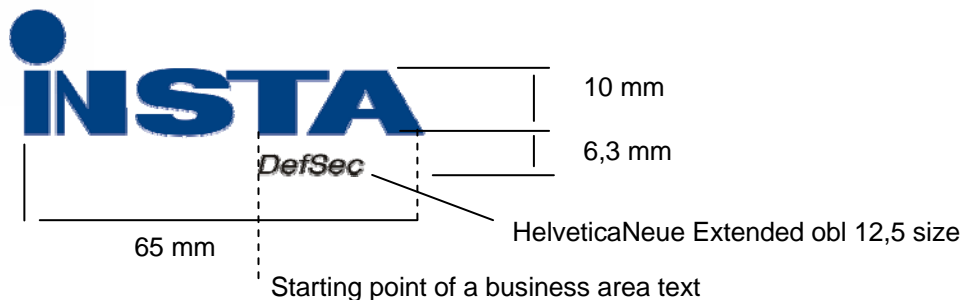 iNSTA
10 mm
6,3 mm
DefSec
HelveticaNeue Extended obl 12,5 size
65 mm
Starting point of a business area text